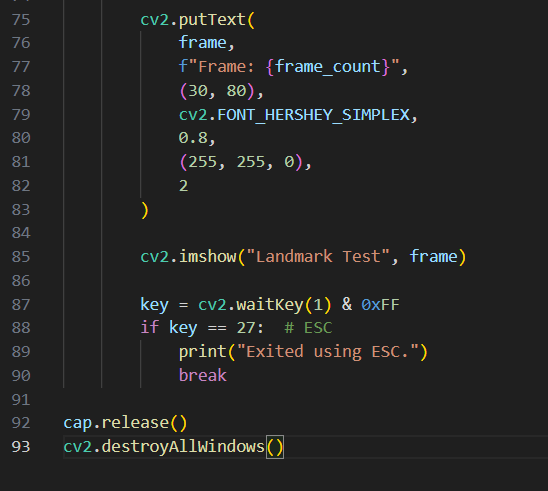 75 cv2.putText(
76 frame,
77 f"Frame: {frame_count}",
78 (30, 80),
79 cv2.FONT_HERSHEY_SIMPLEX,
80 0.8,
81 (255, 255, 0),
82 2
83 )
84
85 cv2.imshow("Landmark Test", frame)
86
87 key = cv2.waitKey(1) & 0xFF
88 if key == 27:  # ESC
89 print("Exited using ESC.")
90 break
91
92 cap.release()
93 cv2.destroyAllWindows()